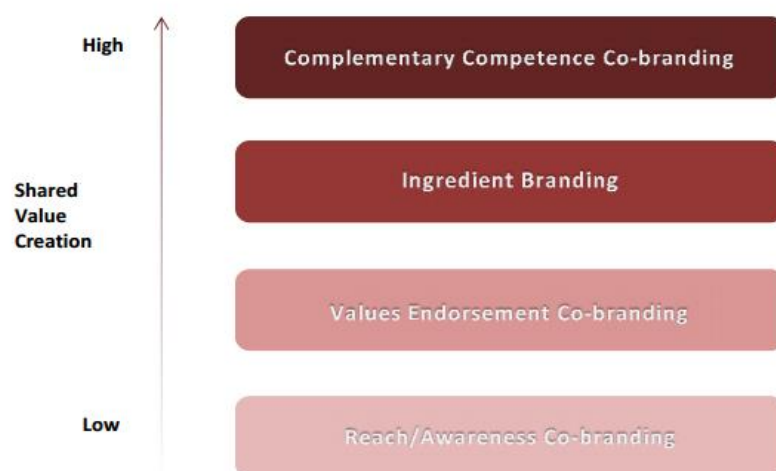 High
Complementary Competence Co-branding
Ingredient Branding
Shared
Value
Creation
Values Endorsement Co-branding
Low
Reach/Awareness Co-branding